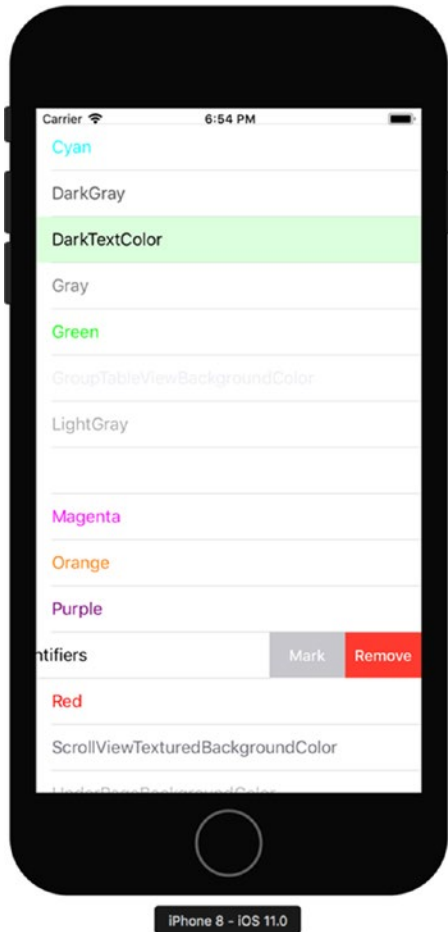 Carrier 6:54 PM
Cyan
DarkGray
DarkTextColor
Gray
Green
GroupTableViewBackgroundColor
LightGray
Magenta
Orange
Purple
ntifiers Mark Remove
Red
ScrollViewTexturedBackgroundColor
UnderPageBackgroundColor
iPhone 8 - iOS 11.0